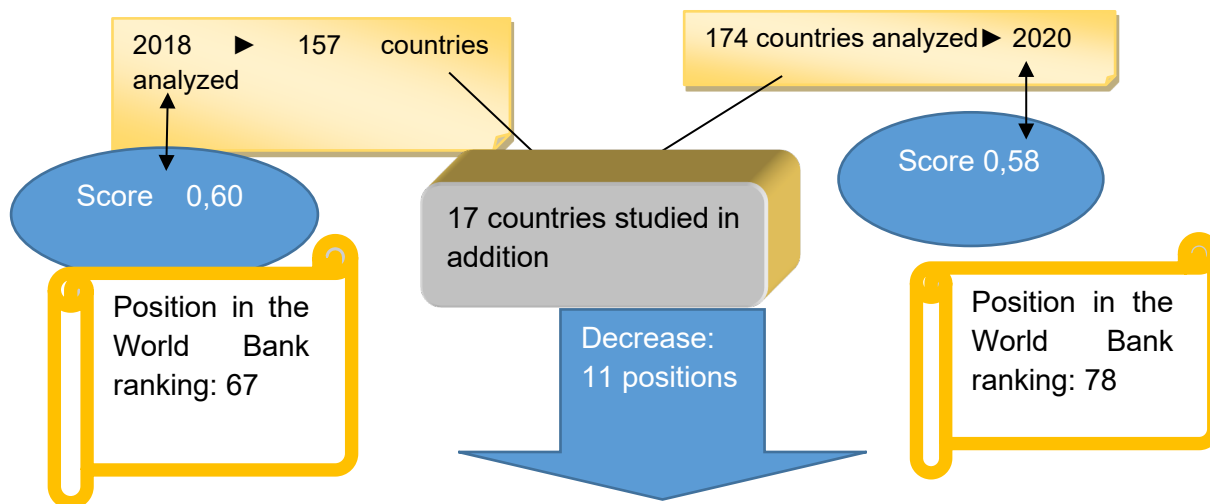 2018 ► 157 countries
analyzed
174 countries analyzed► 2020
Score 0,60
Score 0,58
17 countries studied in
addition
Position in the
World Bank
ranking: 67
Decrease:
11 positions
Position in the
World Bank
ranking: 78